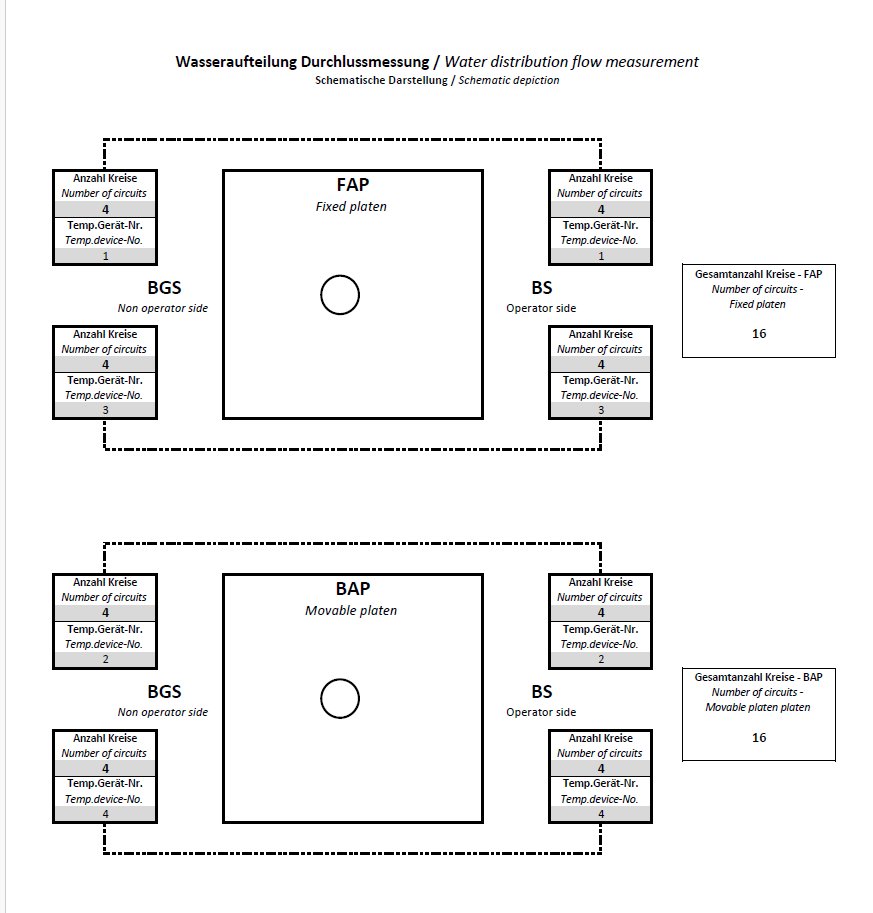 Wasseraufteilung Durchlussmessung / Water distribution flow measurement
Schematische Darstellung / Schematic depiction
Anzahl Kreise
Number of circuits
4
Temp.Gerät-Nr.
Temp.device-No.
1
FAP
Fixed platen
Anzahl Kreise
Number of circuits
4
Temp.Gerät-Nr.
Temp.device-No.
1
BGS
Non operator side
BS
Operator side
Gesamtanzahl Kreise - FAP
Number of circuits -
Fixed platen
16
Anzahl Kreise
Number of circuits
4
Temp.Gerät-Nr.
Temp.device-No.
3
Anzahl Kreise
Number of circuits
4
Temp.Gerät-Nr.
Temp.device-No.
3
Anzahl Kreise
Number of circuits
4
Temp.Gerät-Nr.
Temp.device-No.
2
BAP
Movable platen
Anzahl Kreise
Number of circuits
4
Temp.Gerät-Nr.
Temp.device-No.
2
BGS
Non operator side
BS
Operator side
Gesamtanzahl Kreise - BAP
Number of circuits -
Movable platen platen
16
Anzahl Kreise
Number of circuits
4
Temp.Gerät-Nr.
Temp.device-No.
4
Anzahl Kreise
Number of circuits
4
Temp.Gerät-Nr.
Temp.device-No.
4